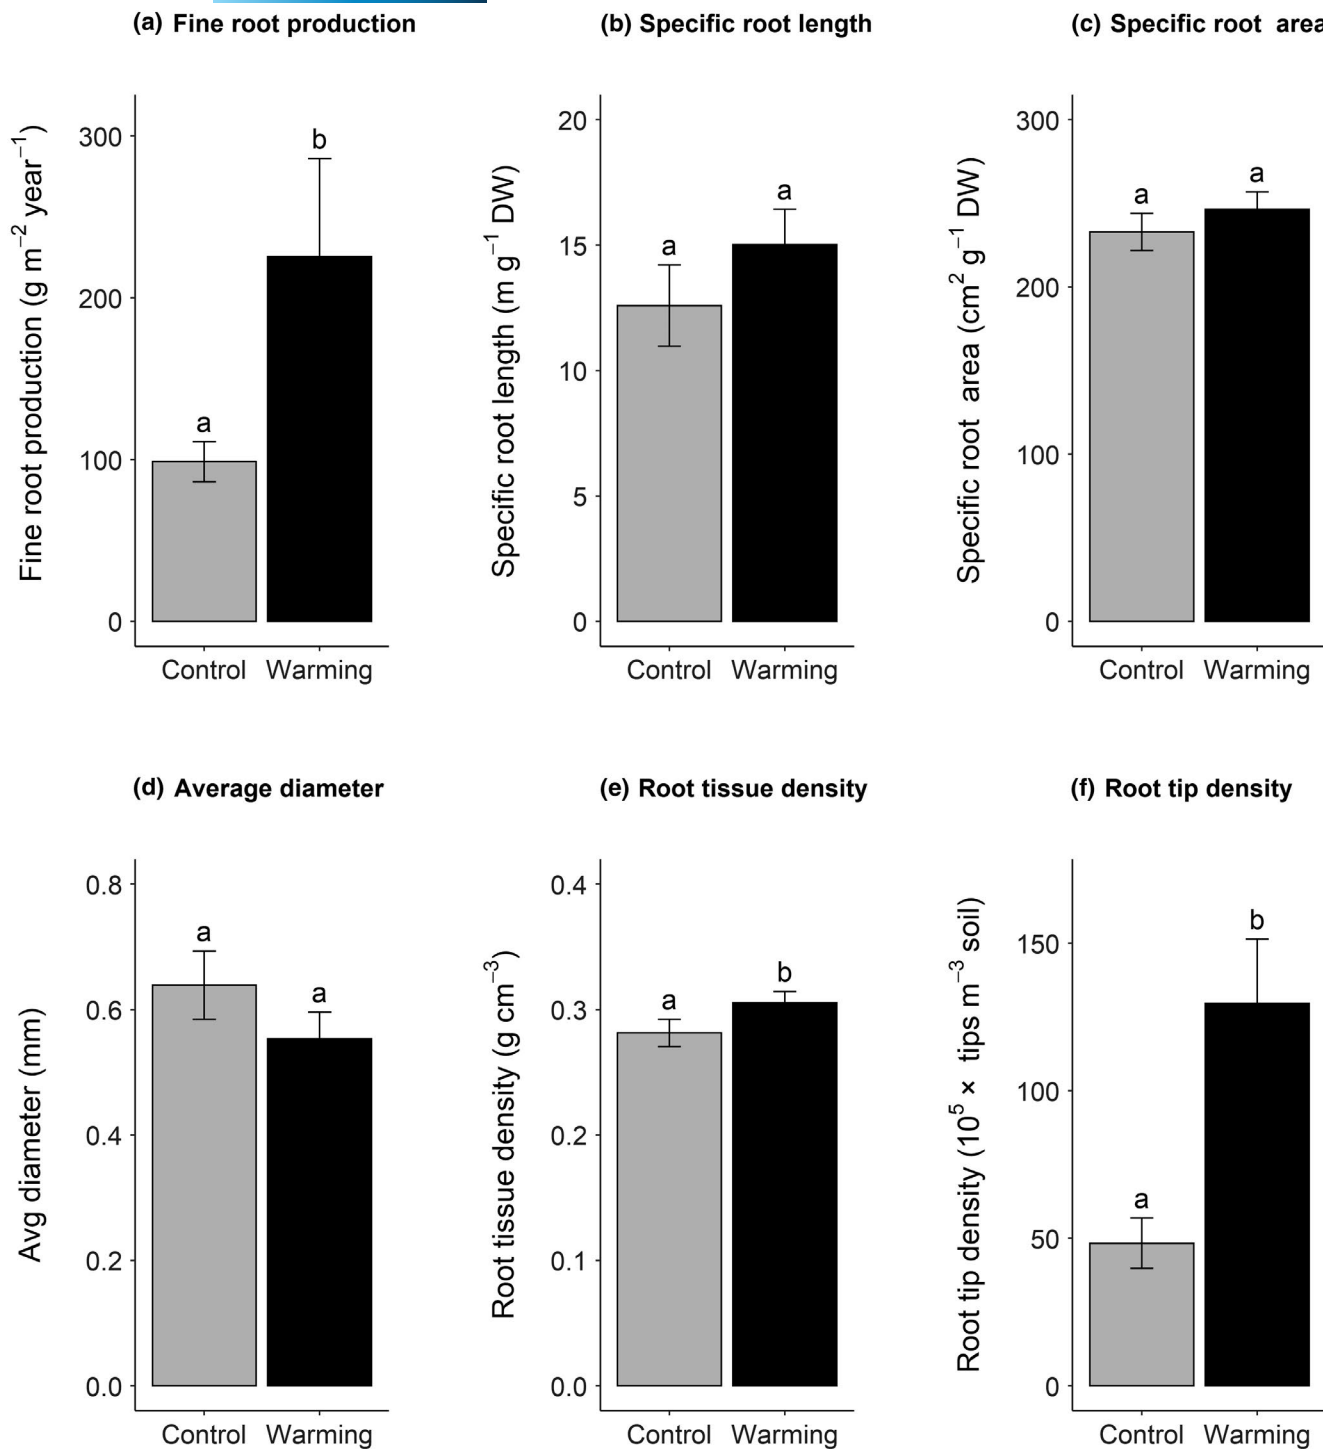 (a) Fine root production
(b) Specific root length
(c) Specific root area
Fine root production (g m⁻² year⁻¹)
300
200
100
0
b
a
Control Warming
Specific root length (m g⁻¹ DW)
20
15
10
5
0
a
a
Control Warming
Specific root area (cm² g⁻¹ DW)
300
200
100
0
a
a
Control Warming
(d) Average diameter
(e) Root tissue density
(f) Root tip density
Avg diameter (mm)
0.8
0.6
0.4
0.2
0.0
a
a
Control Warming
Root tissue density (g cm⁻³)
0.4
0.3
0.2
0.1
0.0
a
b
Control Warming
Root tip density (10⁵ × tips m⁻³ soil)
150
100
50
0
b
a
Control Warming